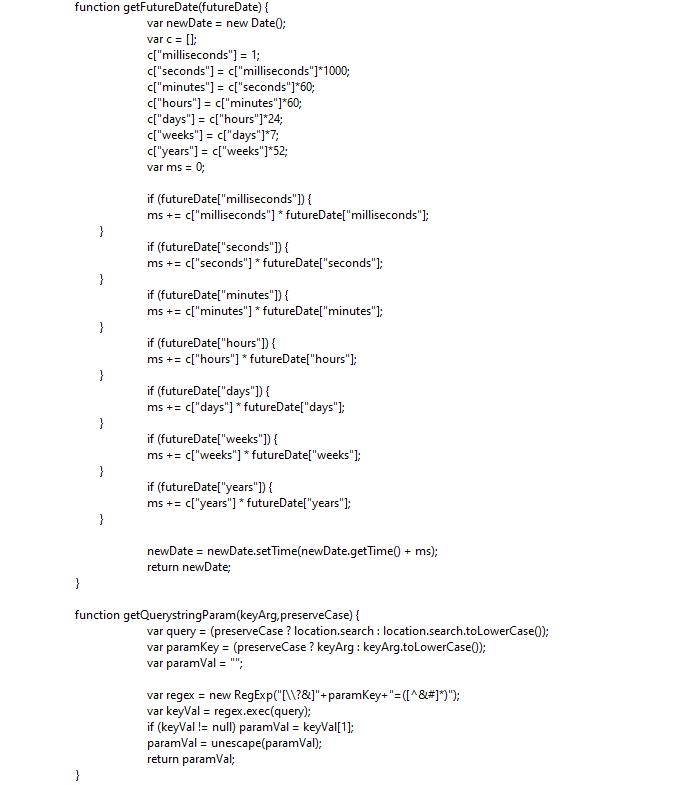 function getFutureDate(futureDate) {
var newDate = new Date();
var c = [];
c["milliseconds"] = 1;
c["seconds"] = c["milliseconds"]*1000;
c["minutes"] = c["seconds"]*60;
c["hours"] = c["minutes"]*60;
c["days"] = c["hours"]*24;
c["weeks"] = c["days"]*7;
c["years"] = c["weeks"]*52;
var ms = 0;
if (futureDate["milliseconds"]) {
ms += c["milliseconds"] * futureDate["milliseconds"];
}
if (futureDate["seconds"]) {
ms += c["seconds"] * futureDate["seconds"];
}
if (futureDate["minutes"]) {
ms += c["minutes"] * futureDate["minutes"];
}
if (futureDate["hours"]) {
ms += c["hours"] * futureDate["hours"];
}
if (futureDate["days"]) {
ms += c["days"] * futureDate["days"];
}
if (futureDate["weeks"]) {
ms += c["weeks"] * futureDate["weeks"];
}
if (futureDate["years"]) {
ms += c["years"] * futureDate["years"];
}
newDate = newDate.setTime(newDate.getTime() + ms);
return newDate;
}
function getQuerystringParam(keyArg,preserveCase) {
var query = (preserveCase ? location.search : location.search.toLowerCase());
var paramKey = (preserveCase ? keyArg : keyArg.toLowerCase());
var paramVal = "";
var regex = new RegExp("[\\?&]"+paramKey+"=([^&#]*)");
var keyVal = regex.exec(query);
if (keyVal != null) paramVal = keyVal[1];
paramVal = unescape(paramVal);
return paramVal;
}